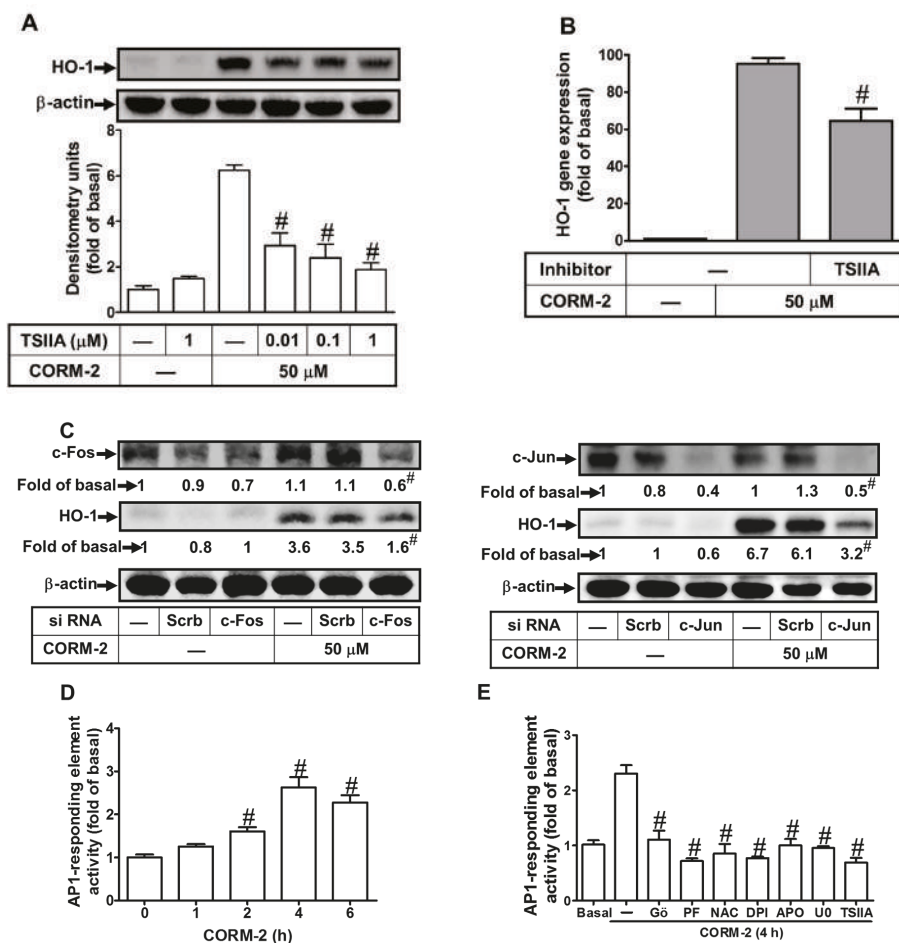 A
HO-1
β-actin
Densitometry units
(fold of basal)
8
6
4
2
0
# # #
TSIIA (μM) — 1 — 0.01 0.1 1
CORM-2 — 50 μM
B
HO-1 gene expression
(fold of basal)
100
80
60
40
20
0
#
Inhibitor — TSIIA
CORM-2 — 50 μM
C
c-Fos
Fold of basal 1 0.9 0.7 1.1 1.1 0.6#
HO-1
Fold of basal 1 0.8 1 3.6 3.5 1.6#
β-actin
si RNA — Scrb c-Fos — Scrb c-Fos
CORM-2 — 50 μM
c-Jun
Fold of basal 1 0.8 0.4 1 1.3 0.5#
HO-1
Fold of basal 1 1 0.6 6.7 6.1 3.2#
β-actin
si RNA — Scrb c-Jun — Scrb c-Jun
CORM-2 — 50 μM
D
AP1-responding element
activity (fold of basal)
4
3
2
1
0
# # #
0 1 2 4 6
CORM-2 (h)
E
AP1-responding element
activity (fold of basal)
3
2
1
0
# # # # # # #
Basal — Gö PF NAC DPI APO U0 TSIIA
CORM-2 (4 h)